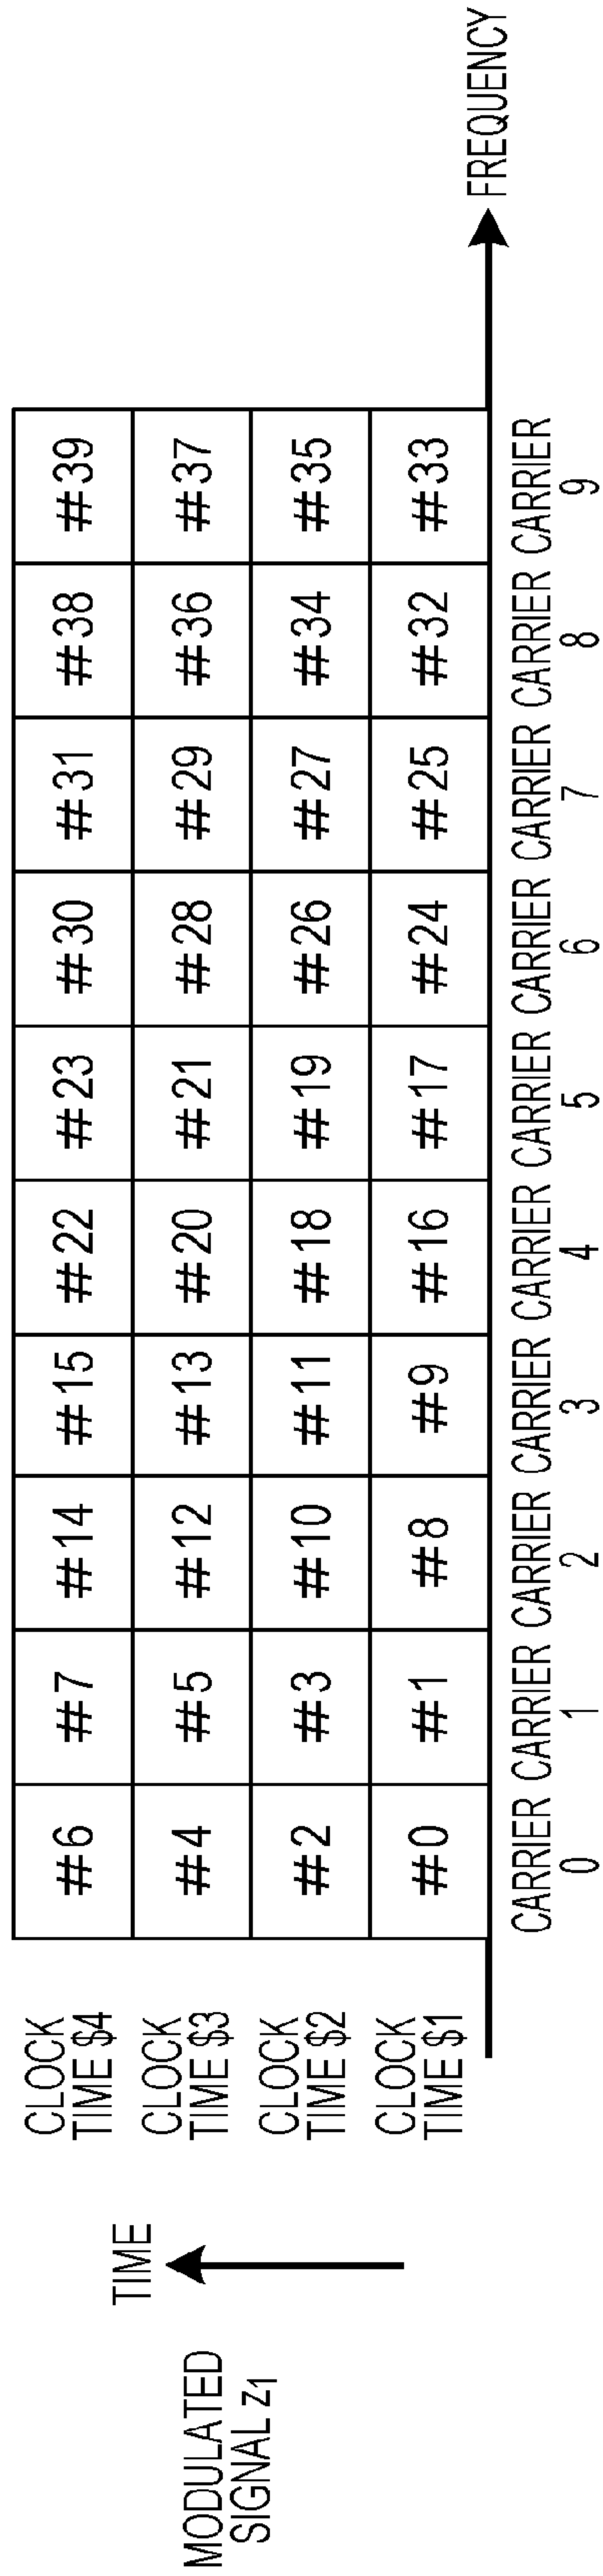 MODULATED
SIGNAL z1
TIME
CLOCK
TIME $4
#6 #7 #14 #15 #22 #23 #30 #31 #38 #39
CLOCK
TIME $3
#4 #5 #12 #13 #20 #21 #28 #29 #36 #37
CLOCK
TIME $2
#2 #3 #10 #11 #18 #19 #26 #27 #34 #35
CLOCK
TIME $1
#0 #1 #8 #9 #16 #17 #24 #25 #32 #33
FREQUENCY
CARRIER CARRIER CARRIER CARRIER CARRIER CARRIER CARRIER CARRIER CARRIER CARRIER
0 1 2 3 4 5 6 7 8 9